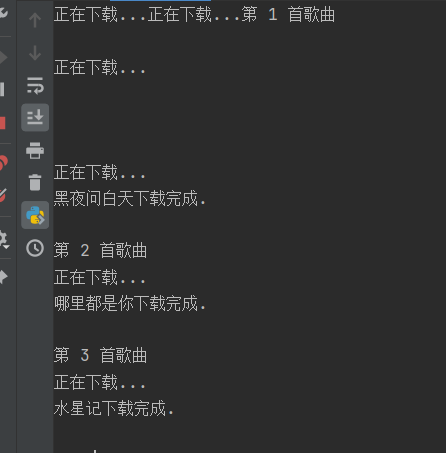 正在下载...正在下载...第 1 首歌曲
正在下载...
正在下载...
黑夜问白天下载完成.
第 2 首歌曲
正在下载...
哪里都是你下载完成.
第 3 首歌曲
正在下载...
水星记下载完成.